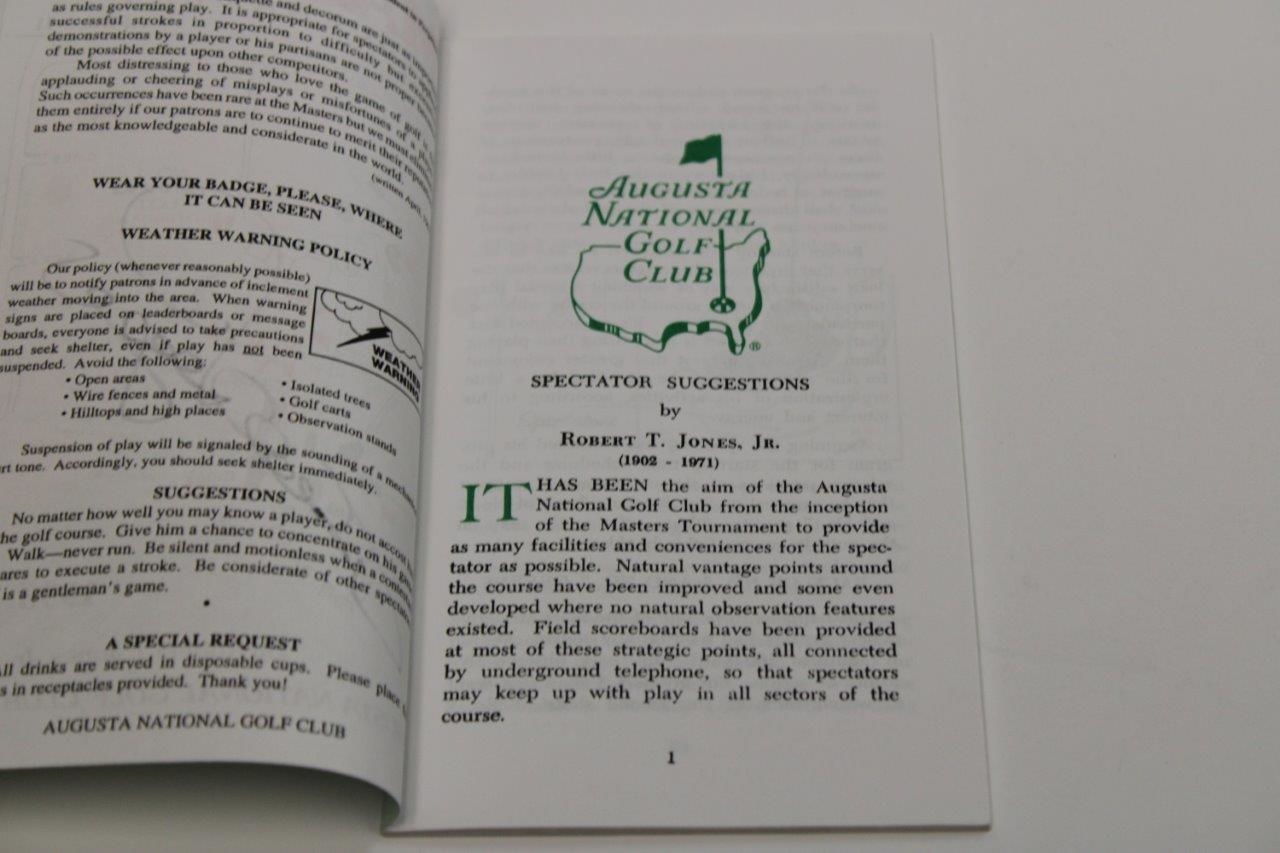 as rules governing play. It is appropriate for spectators to
successful strokes in proportion to difficulty but
demonstrations by a player or his partisans are not proper
of the possible effect upon other competitors.
Most distressing to those who love the game of golf is
applauding or cheering of misplays or misfortunes of a
Such occurrences have been rare at the Masters but we must
them entirely if our patrons are to continue to merit their
as the most knowledgeable and considerate in the world.
(written April,
WEAR YOUR BADGE, PLEASE, WHERE
IT CAN BE SEEN
WEATHER WARNING POLICY
Our policy (whenever reasonably possible)
will be to notify patrons in advance of inclement
weather moving into the area. When warning
signs are placed on leaderboards or message
boards, everyone is advised to take precautions
and seek shelter, even if play has not been
suspended. Avoid the following:
WEATHER
WARNING
• Open areas
• Wire fences and metal
• Hilltops and high places
• Isolated trees
• Golf carts
• Observation stands
Suspension of play will be signaled by the sounding of a
tone. Accordingly, you should seek shelter immediately.
SUGGESTIONS
No matter how well you may know a player, do not
the golf course. Give him a chance to concentrate on his
Walk—never run. Be silent and motionless when a
to execute a stroke. Be considerate of other
is a gentleman's game.
A SPECIAL REQUEST
All drinks are served in disposable cups. Please place
in receptacles provided. Thank you!
AUGUSTA NATIONAL GOLF CLUB
AUGUSTA
NATIONAL
GOLF
CLUB
®
SPECTATOR SUGGESTIONS
by
ROBERT T. JONES, JR.
(1902 - 1971)
IT HAS BEEN the aim of the Augusta
National Golf Club from the inception
of the Masters Tournament to provide
as many facilities and conveniences for the spec-
tator as possible. Natural vantage points around
the course have been improved and some even
developed where no natural observation features
existed. Field scoreboards have been provided
at most of these strategic points, all connected
by underground telephone, so that spectators
may keep up with play in all sectors of the
course.
1